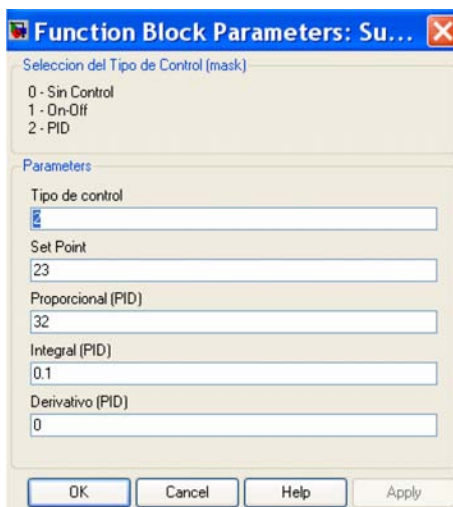 Function Block Parameters: Su...
Seleccion del Tipo de Control (mask)
0 - Sin Control
1 - On-Off
2 - PID
Parameters
Tipo de control
2
Set Point
23
Proporcional (PID)
32
Integral (PID)
0.1
Derivativo (PID)
0
OK Cancel Help Apply